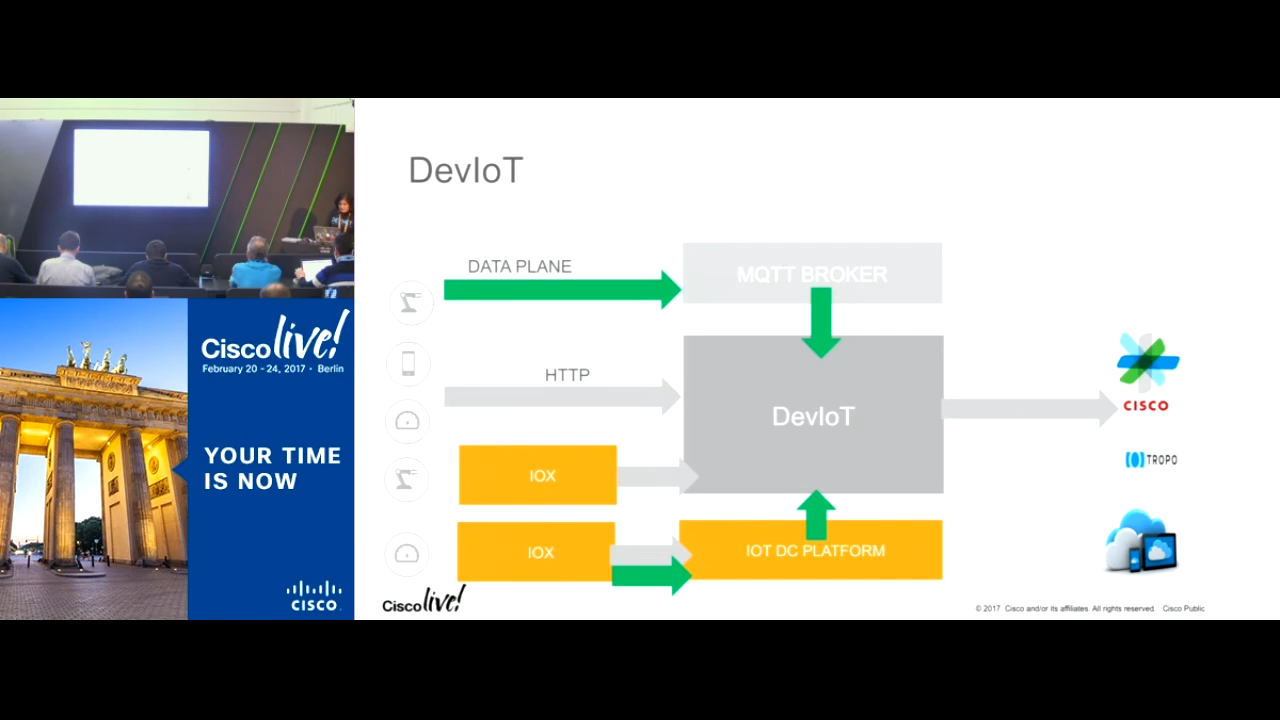 Cisco live!
February 20 - 24, 2017 • Berlin
YOUR TIME
IS NOW
CISCO
DevIoT
DATA PLANE
MQTT BROKER
HTTP
DevIoT
IOX
IOX
IOT DC PLATFORM
CISCO
TROPO
Cisco live!
© 2017 Cisco and/or its affiliates. All rights reserved. Cisco Public